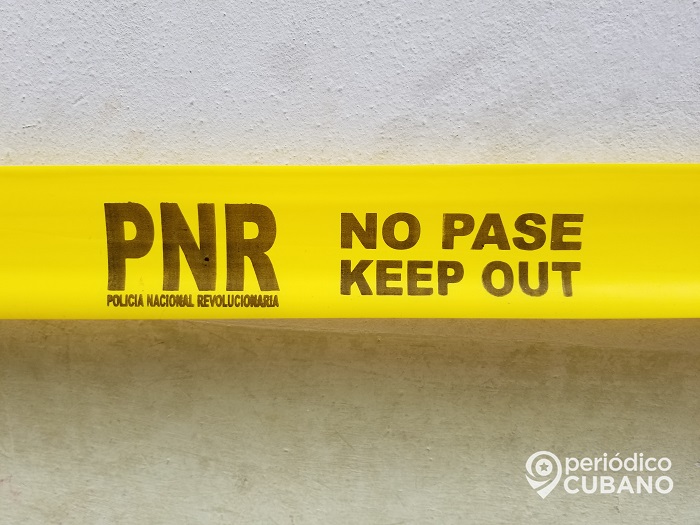 PNR
POLICIA NACIONAL REVOLUCIONARIA
NO PASE
KEEP OUT
periódico
CUBANO